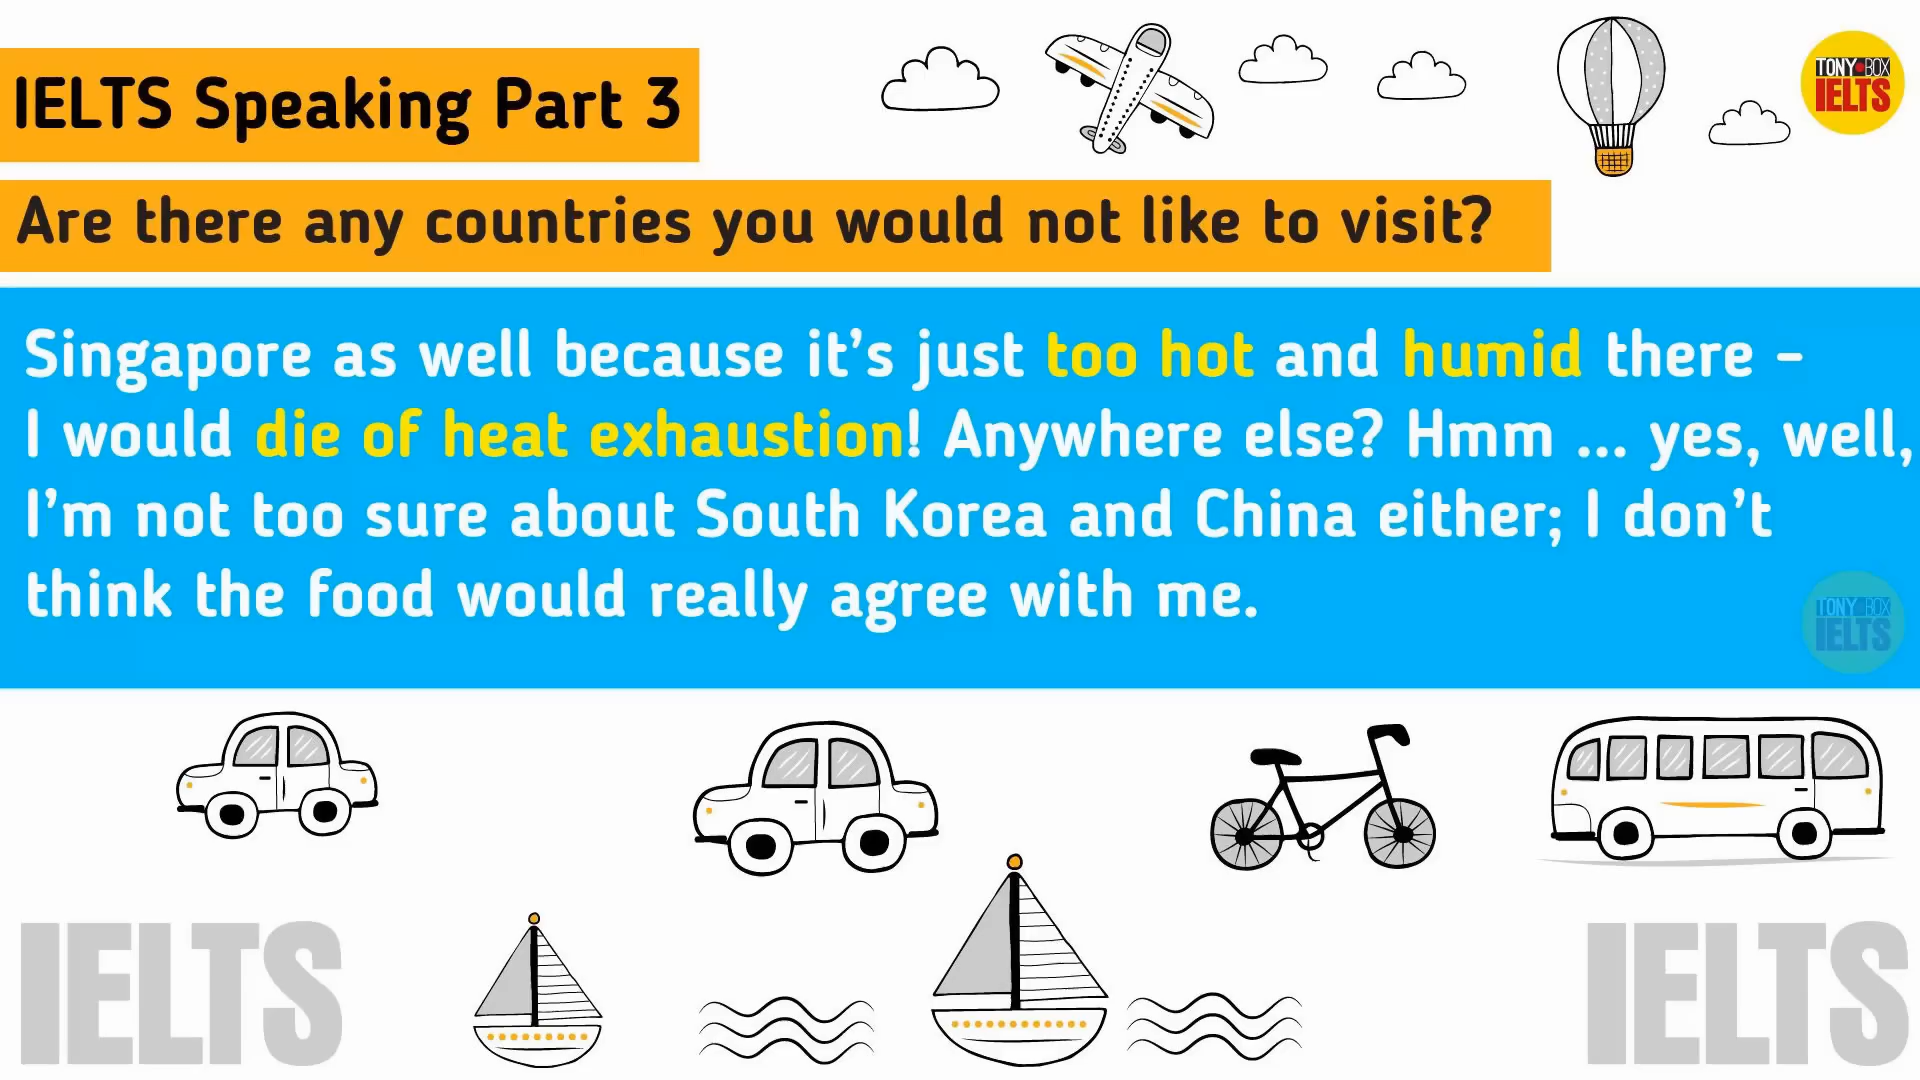 TONY BOX
IELTS
IELTS Speaking Part 3
Are there any countries you would not like to visit?
Singapore as well because it’s just too hot and humid there –
I would die of heat exhaustion! Anywhere else? Hmm ... yes, well,
I’m not too sure about South Korea and China either; I don’t
think the food would really agree with me.
TONY BOX
IELTS
IELTS
IELTS